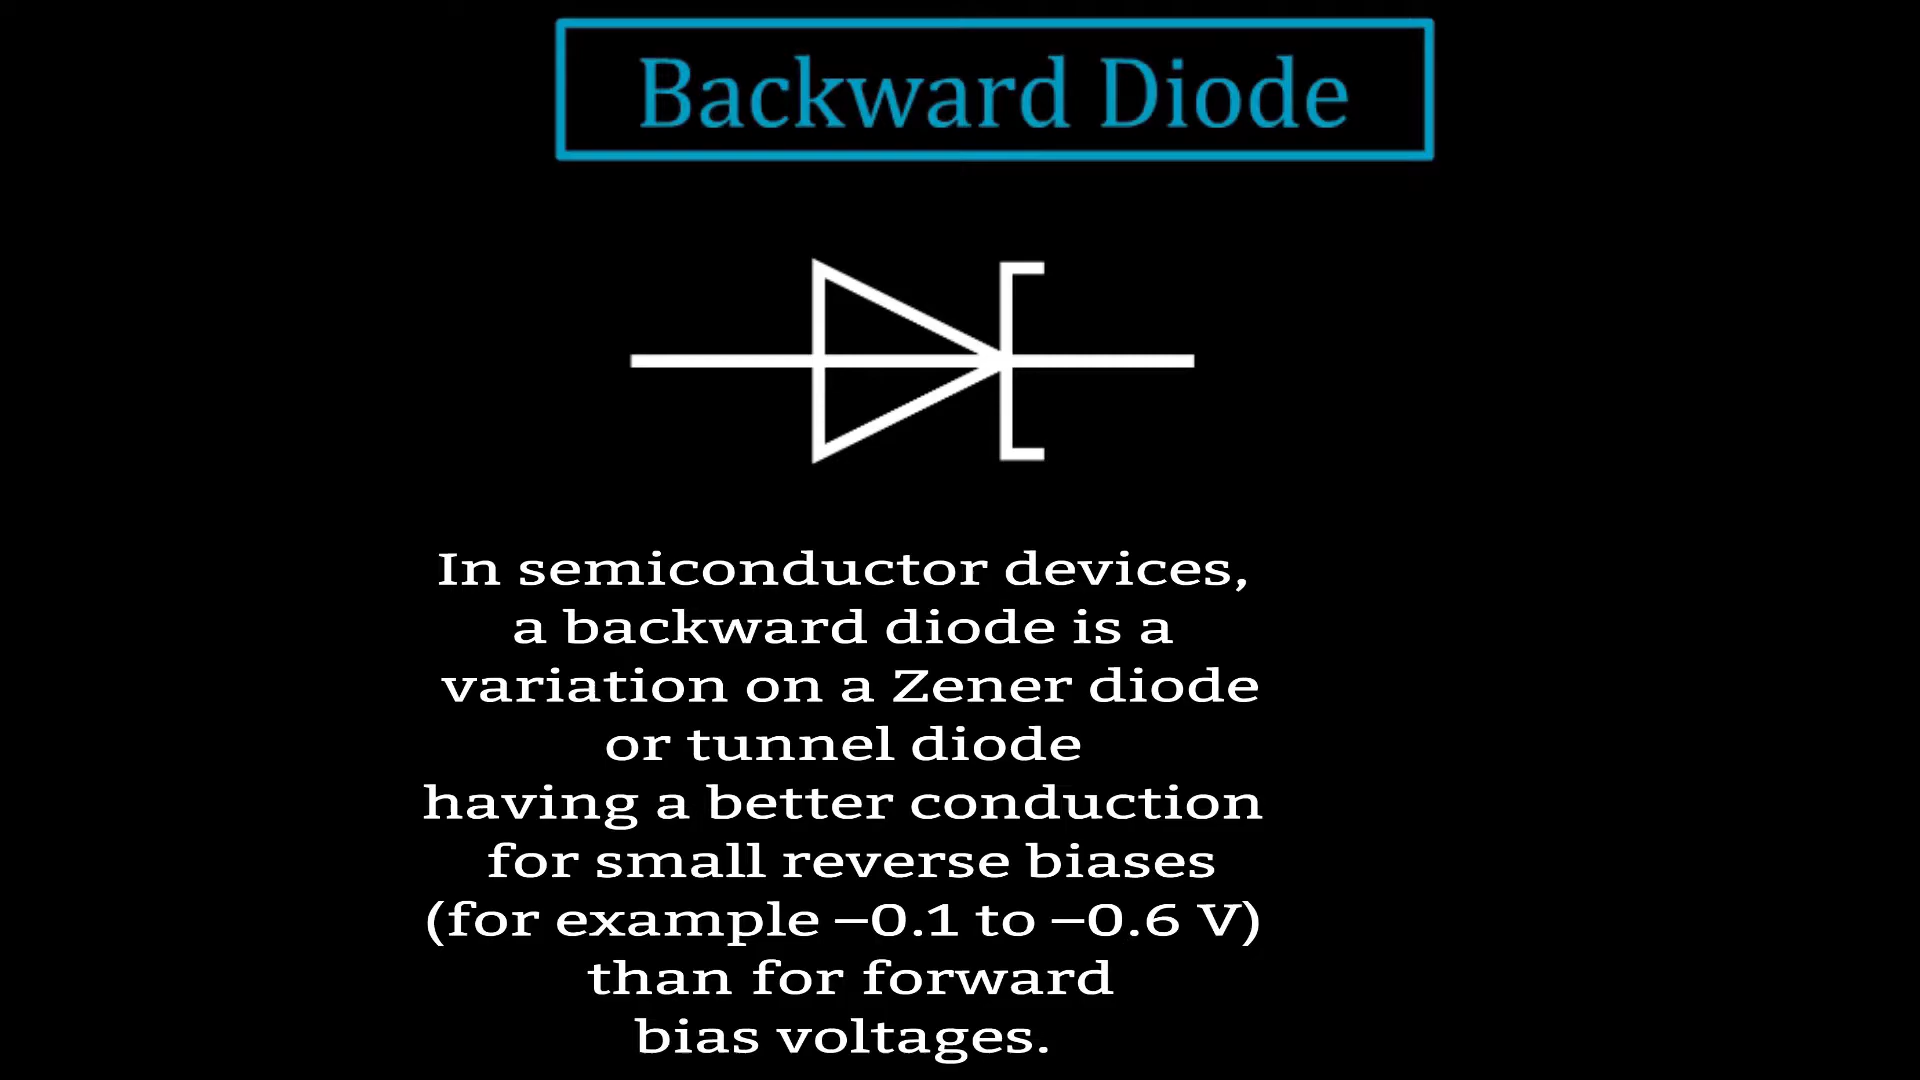 Backward Diode
In semiconductor devices,
a backward diode is a
variation on a Zener diode
or tunnel diode
having a better conduction
for small reverse biases
(for example –0.1 to –0.6 V)
than for forward
bias voltages.